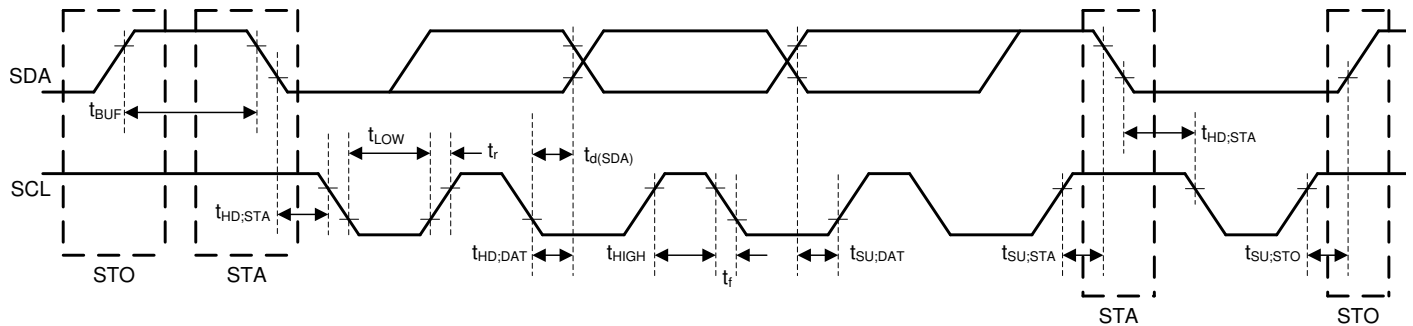 SDA
t_BUF
t_LOW
t_r
t_d(SDA)
t_HD;STA
SCL
t_HD;STA
t_HD;DAT
t_HIGH
t_f
t_SU;DAT
t_SU;STA
t_SU;STO
STO
STA
STA
STO